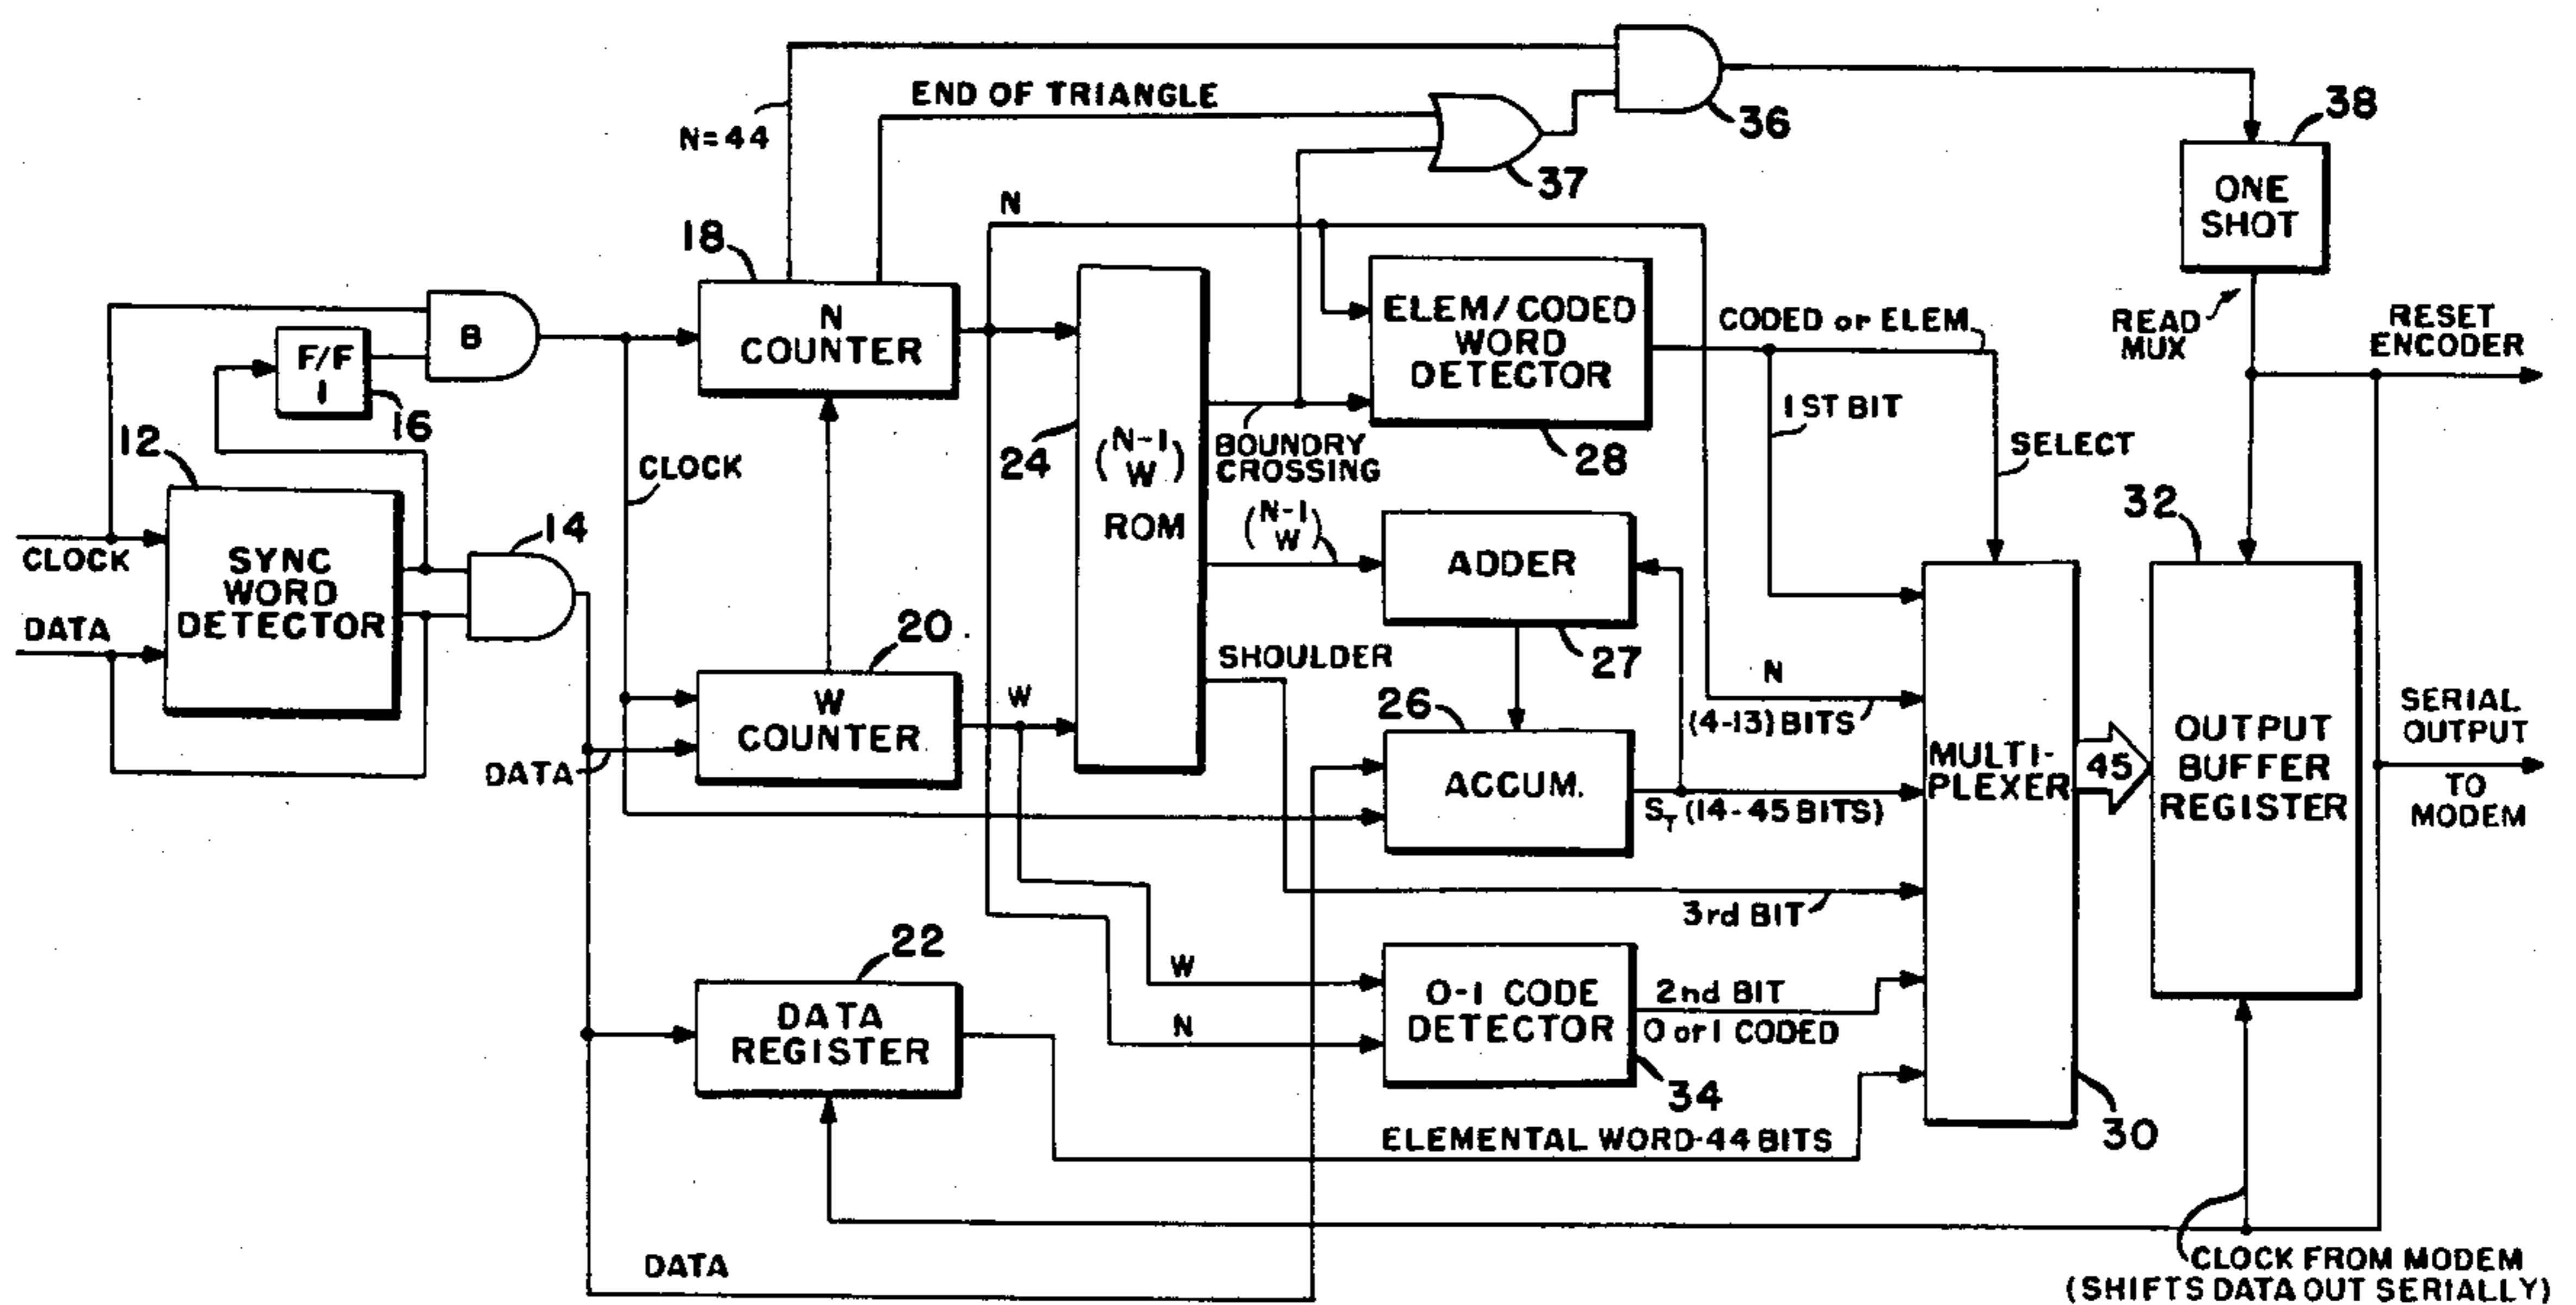 END OF TRIANGLE
N=44
36
37
38
ONE
SHOT
N
18
N
COUNTER
B
F/F
1
16
12
CLOCK
SYNC
WORD
DETECTOR
DATA
14
CLOCK
24
(N-1
W)
ROM
BOUNDRY
CROSSING
ELEM/CODED
WORD
DETECTOR
28
CODED or ELEM
1ST BIT
SELECT
READ
MUX
RESET
ENCODER
(N-1
W)
ADDER
27
SHOULDER
26
ACCUM.
N
(4-13) BITS
ST (14-45 BITS)
3rd BIT
20
W
COUNTER
W
DATA
22
DATA
REGISTER
W
N
0-1 CODE
DETECTOR
34
2nd BIT
0 or 1 CODED
ELEMENTAL WORD-44 BITS
MULTI-
PLEXER
30
45
32
OUTPUT
BUFFER
REGISTER
SERIAL
OUTPUT
TO
MODEM
DATA
CLOCK FROM MODEM
(SHIFTS DATA OUT SERIALLY)